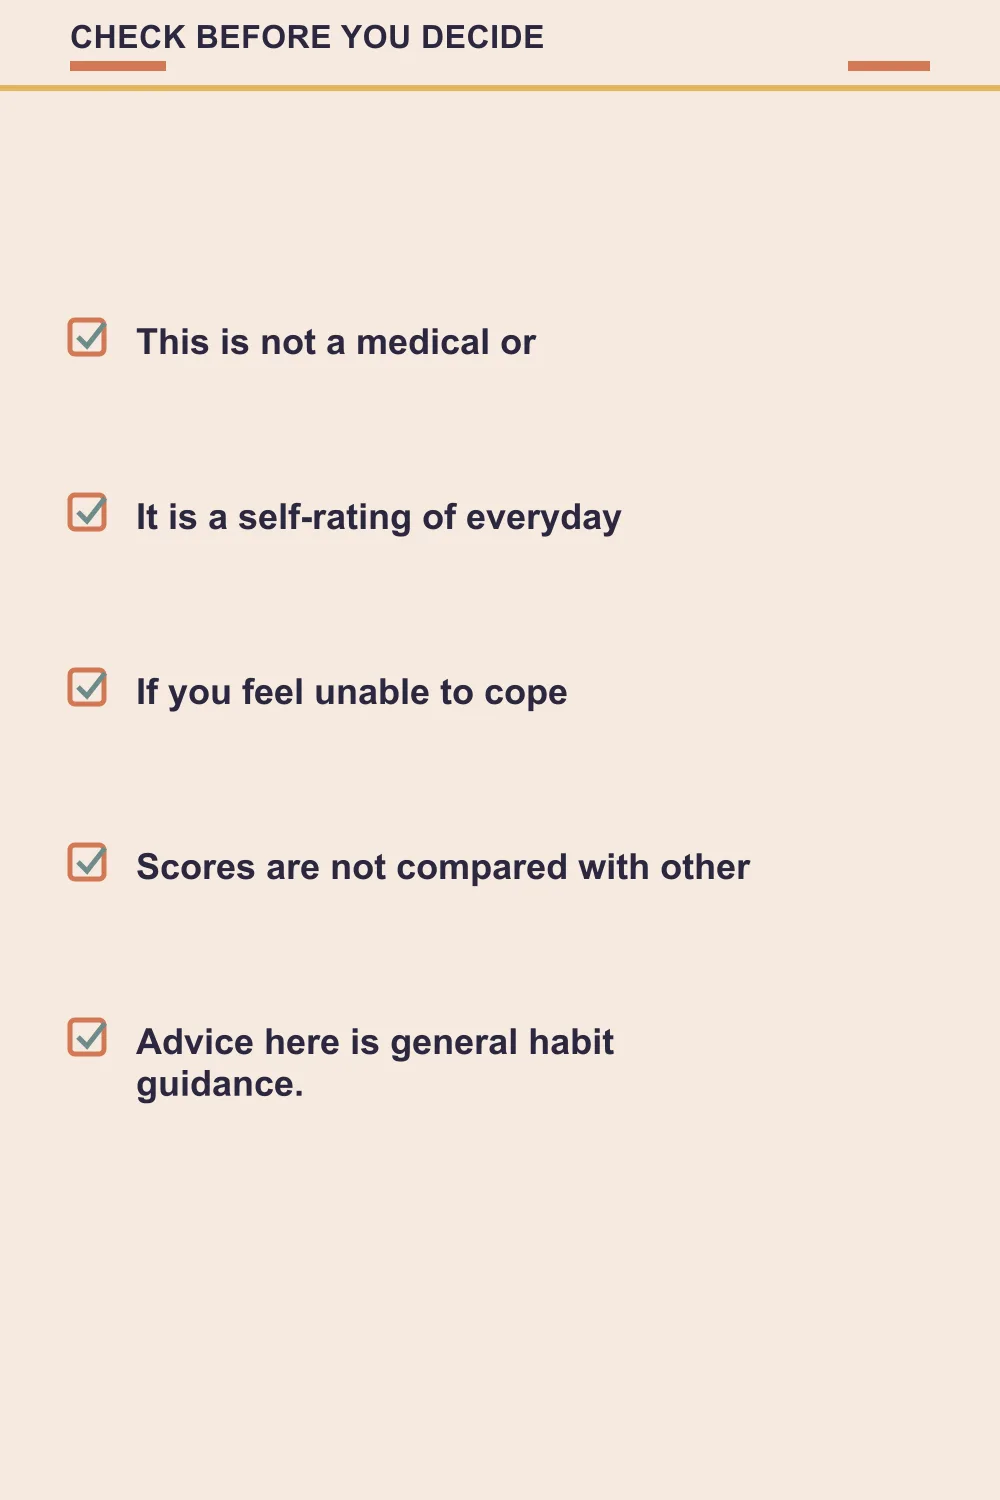 CHECK BEFORE YOU DECIDE
This is not a medical or
It is a self-rating of everyday
If you feel unable to cope
Scores are not compared with other
Advice here is general habit
guidance.